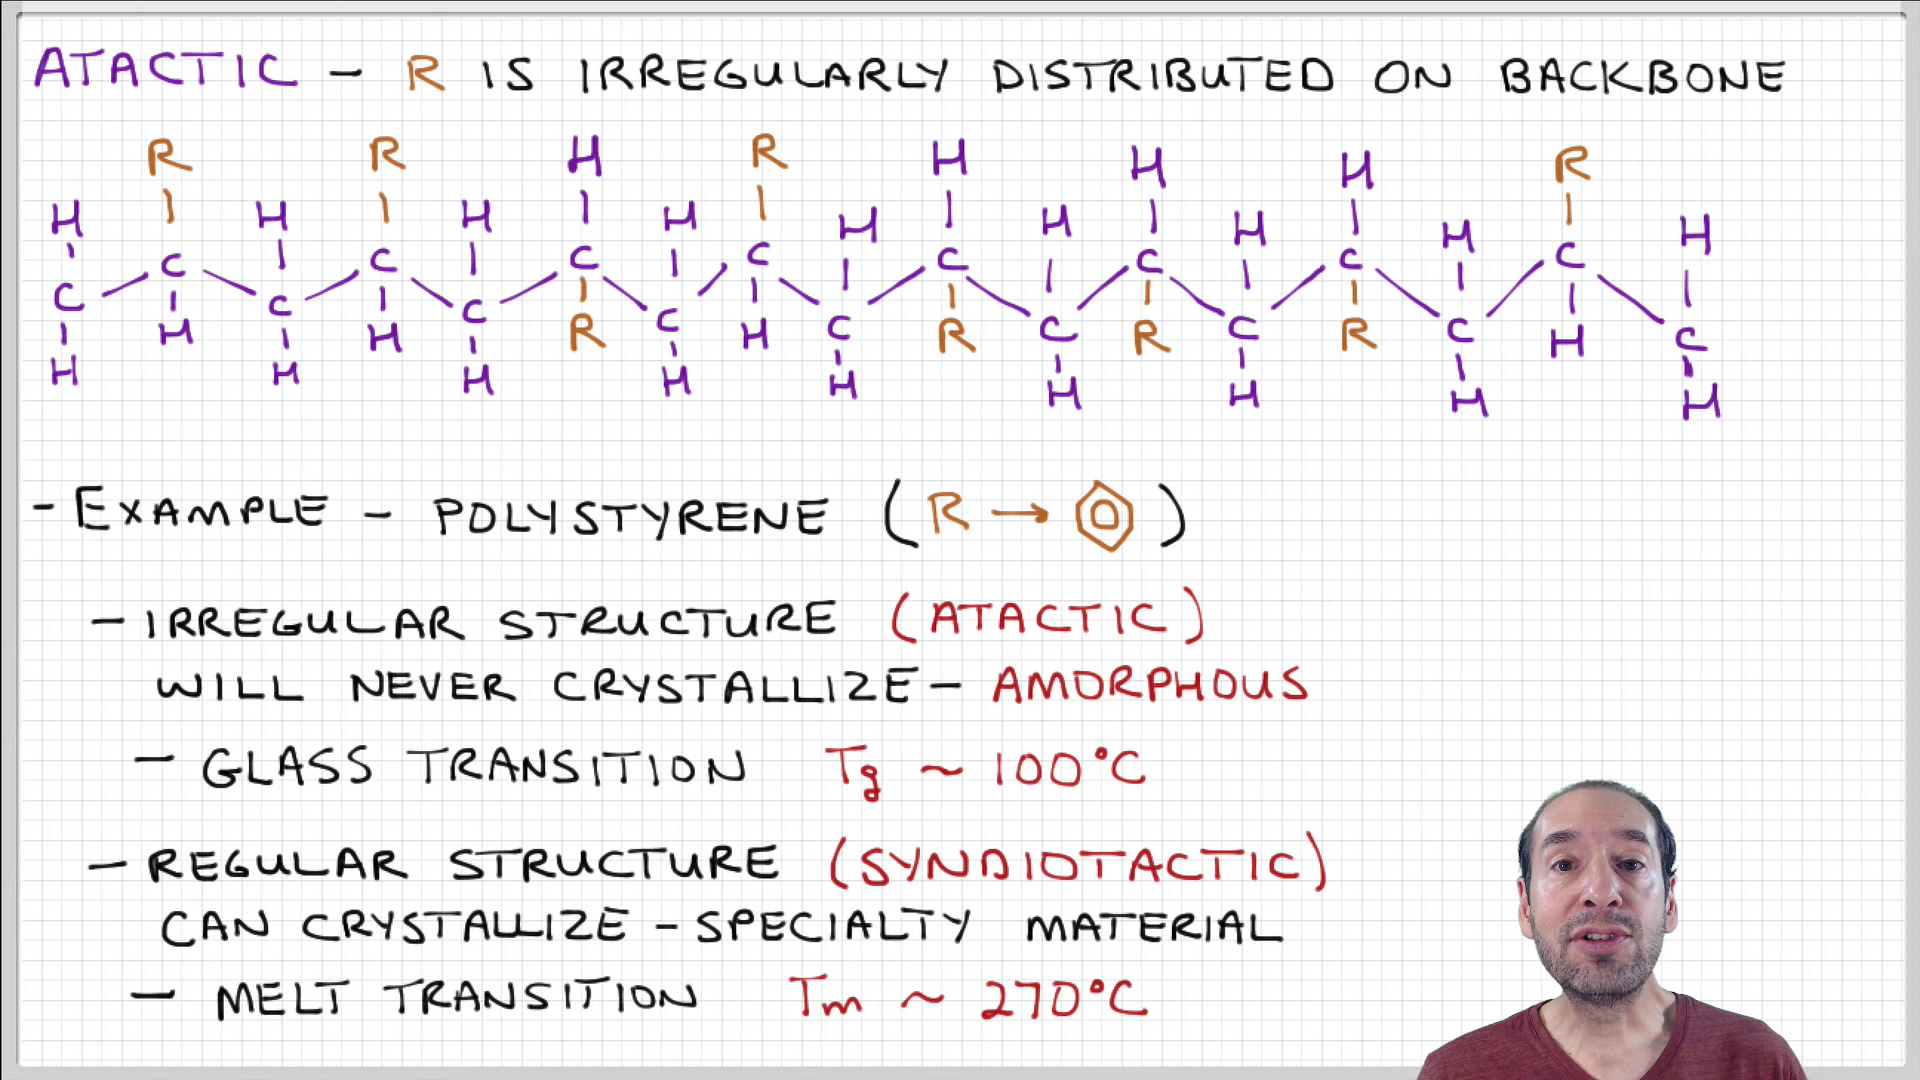 ATACTIC - R IS IRREGULARLY DISTRIBUTED ON BACKBONE
R R H R H H H R
H H H H H H H H H
C C C C C C C C
C C C C C C C C C
H H R H R R R H
H H H H H H H H H
- EXAMPLE - POLYSTYRENE (R → )
- IRREGULAR STRUCTURE (ATACTIC)
WILL NEVER CRYSTALLIZE - AMORPHOUS
- GLASS TRANSITION Tg ~ 100°C
- REGULAR STRUCTURE (SYNDIOTACTIC)
CAN CRYSTALLIZE - SPECIALTY MATERIAL
- MELT TRANSITION Tm ~ 270°C